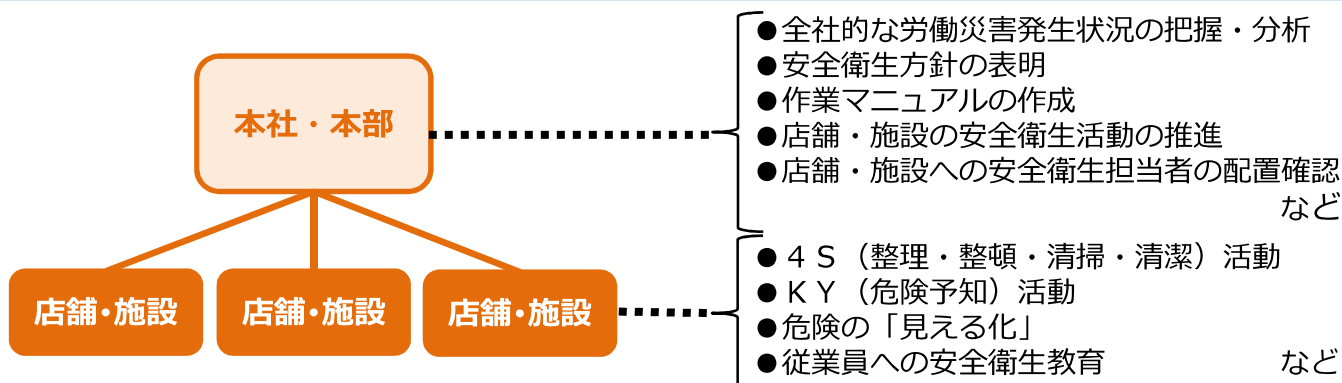 本社・本部
●全社的な労働災害発生状況の把握・分析
●安全衛生方針の表明
●作業マニュアルの作成
●店舗・施設の安全衛生活動の推進
●店舗・施設への安全衛生担当者の配置確認
など
店舗・施設
店舗・施設
店舗・施設
●４Ｓ（整理・整頓・清掃・清潔）活動
●ＫＹ（危険予知）活動
●危険の「見える化」
●従業員への安全衛生教育 など